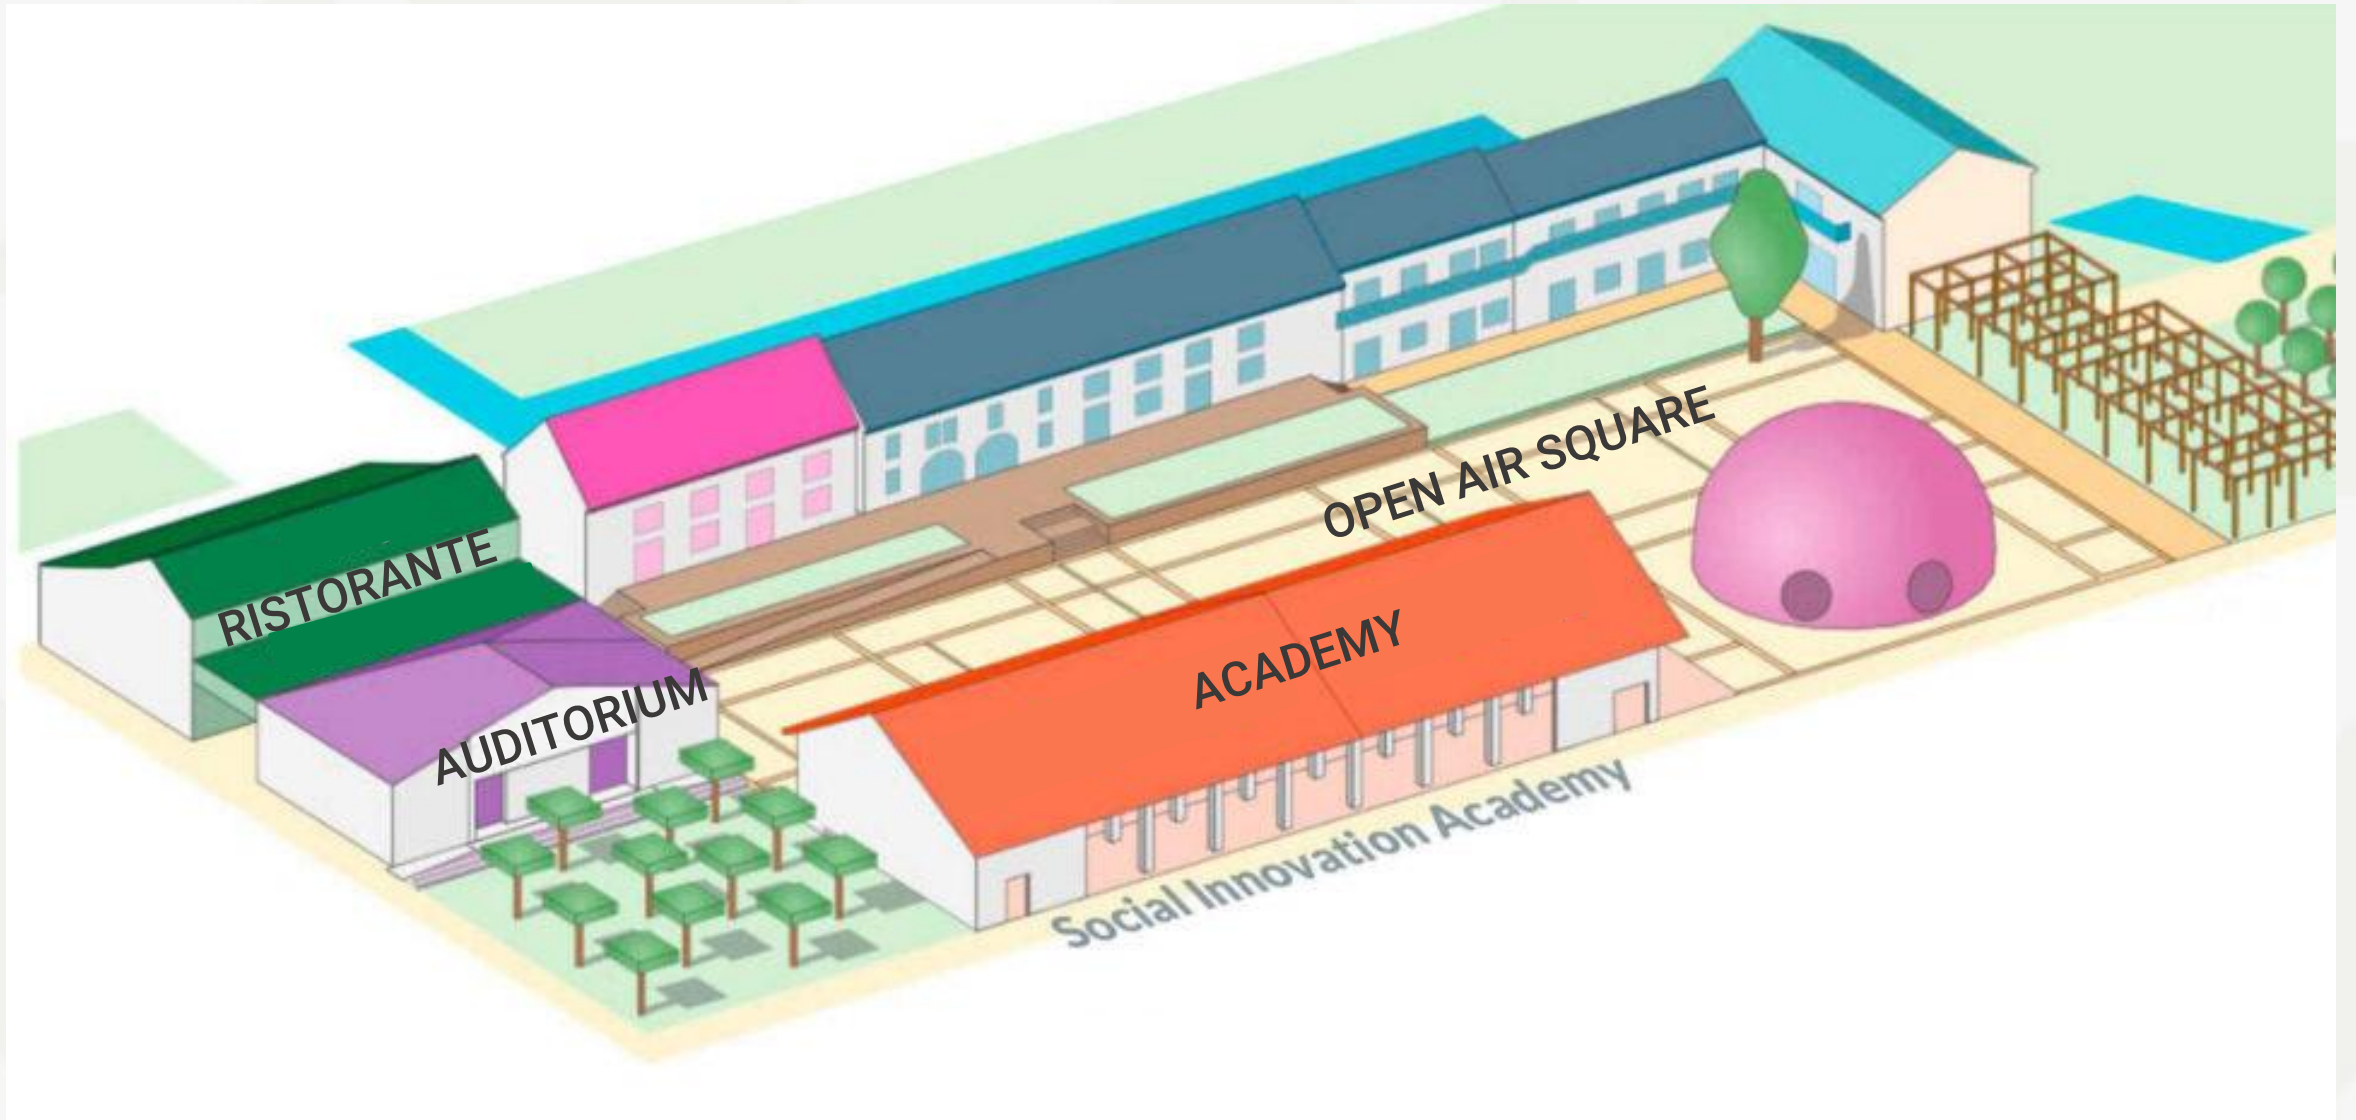 OPEN AIR SQUARE
RISTORANTE
ACADEMY
AUDITORIUM
Social Innovation Academy